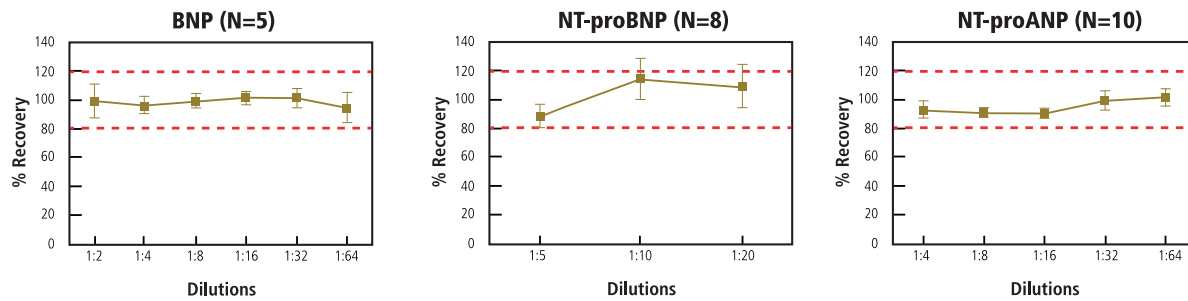 BNP (N=5)
% Recovery
140
120
100
80
60
40
20
0
1:2 1:4 1:8 1:16 1:32 1:64
Dilutions
NT-proBNP (N=8)
% Recovery
140
120
100
80
60
40
20
0
1:5 1:10 1:20
Dilutions
NT-proANP (N=10)
% Recovery
140
120
100
80
60
40
20
0
1:4 1:8 1:16 1:32 1:64
Dilutions